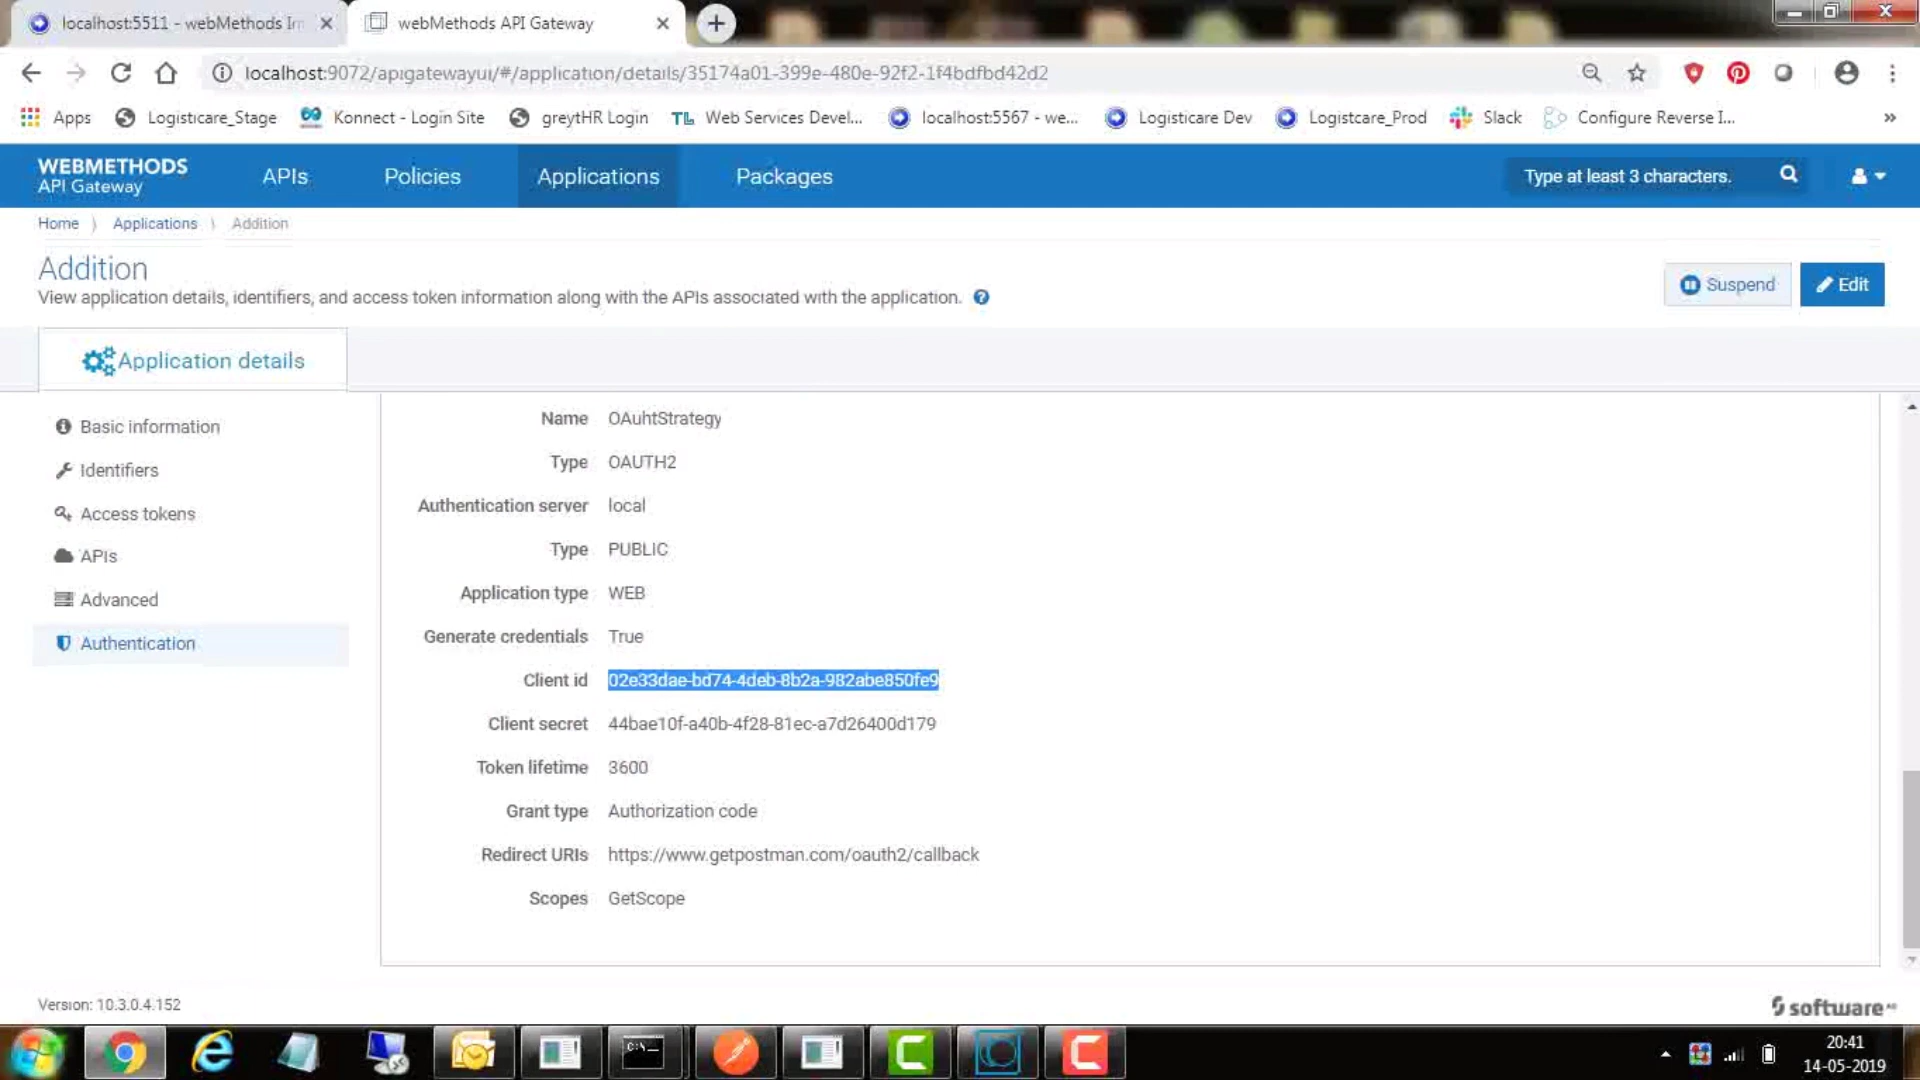 localhost:5511 - webMethods In
webMethods API Gateway
localhost:9072/apigatewayui/#/application/details/35174a01-399e-480e-92f2-1f4bdfbd42d2
Apps
Logisticare_Stage
Konnect - Login Site
greytHR Login
TL Web Services Devel...
localhost:5567 - we...
Logisticare Dev
Logistcare_Prod
Slack
Configure Reverse I...
»
WEBMETHODS
API Gateway
APIs
Policies
Applications
Packages
Type at least 3 characters.
Home
Applications
Addition
Addition
View application details, identifiers, and access token information along with the APIs associated with the application.
Suspend
Edit
Application details
Basic information
Identifiers
Access tokens
APIs
Advanced
Authentication
Name OAuhtStrategy
Type OAUTH2
Authentication server local
Type PUBLIC
Application type WEB
Generate credentials True
Client id 02e33dae-bd74-4deb-8b2a-982abe850fe9
Client secret 44bae10f-a40b-4f28-81ec-a7d26400d179
Token lifetime 3600
Grant type Authorization code
Redirect URIs https://www.getpostman.com/oauth2/callback
Scopes GetScope
Version: 10.3.0.4.152
software AG
C:\_
20:41
14-05-2019